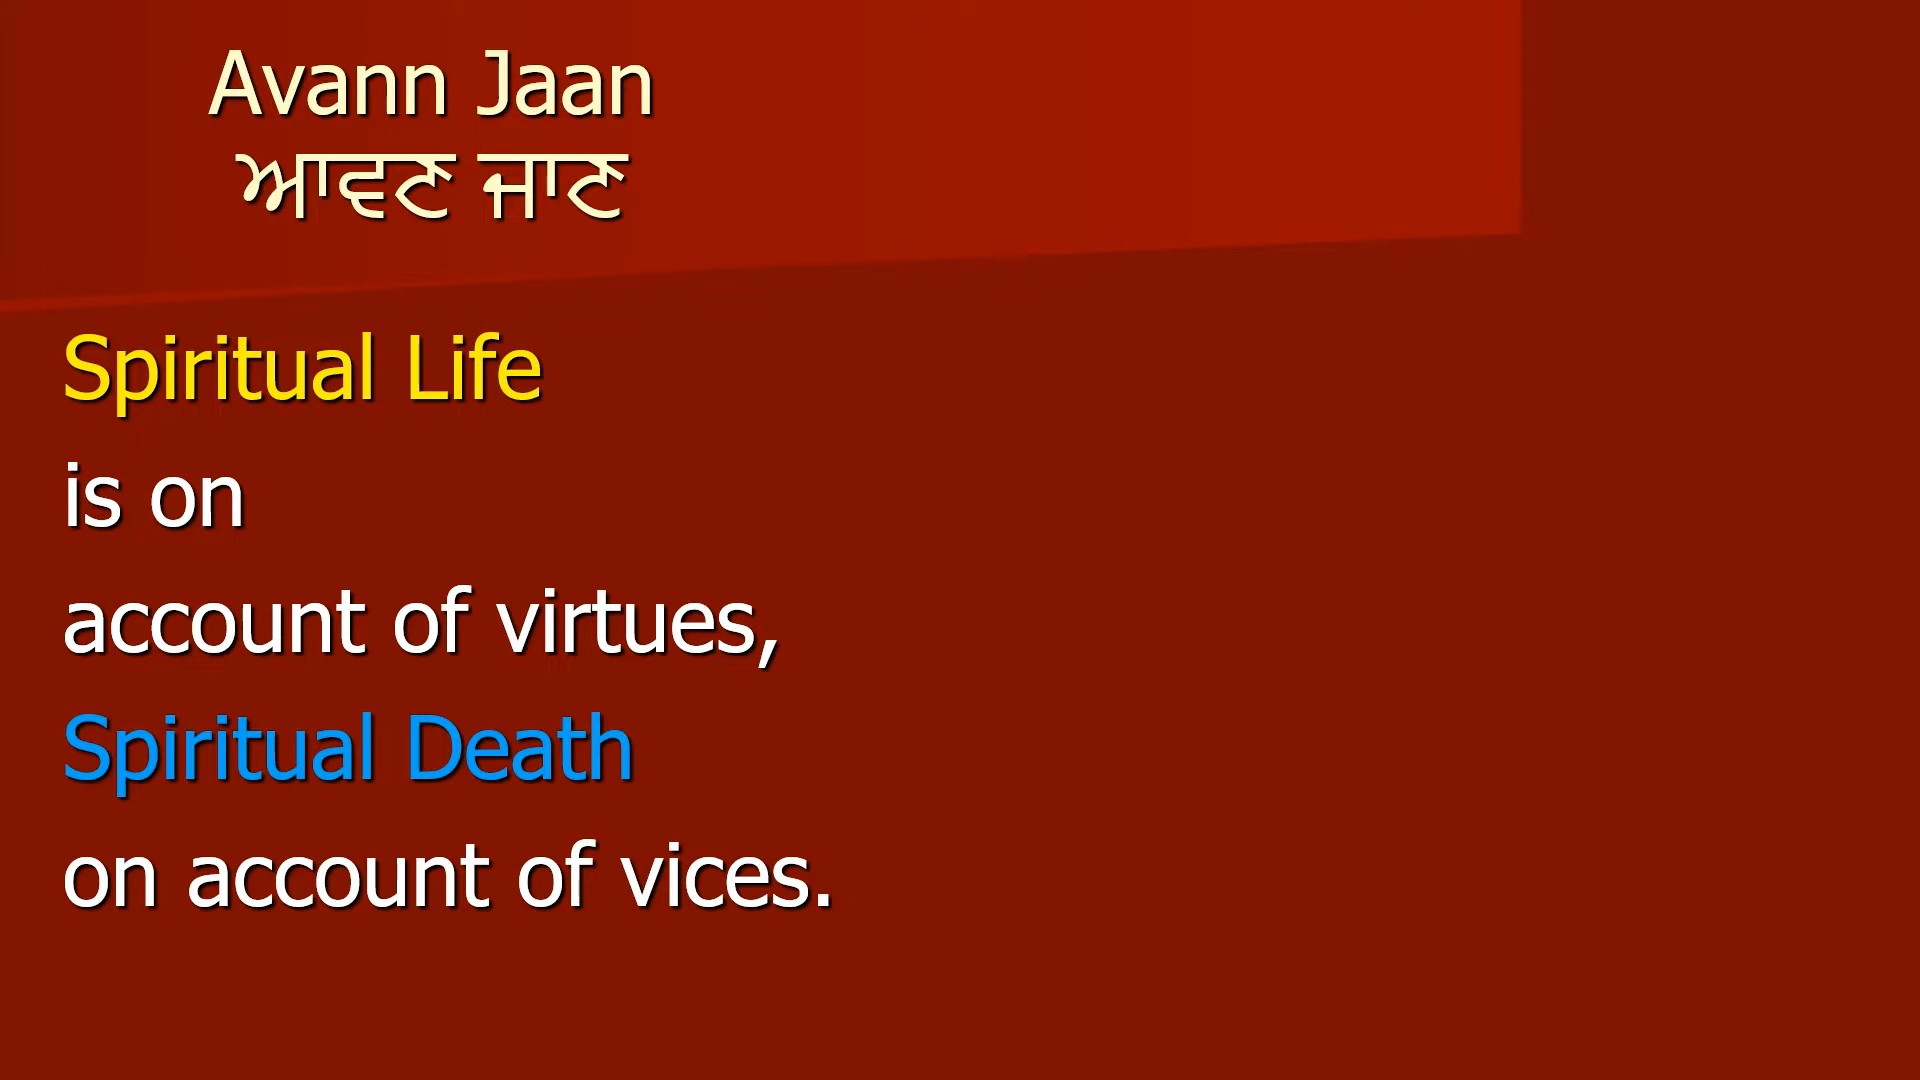 Avann Jaan
ਆਵਣ ਜਾਣ
Spiritual Life
is on
account of virtues,
Spiritual Death
on account of vices.